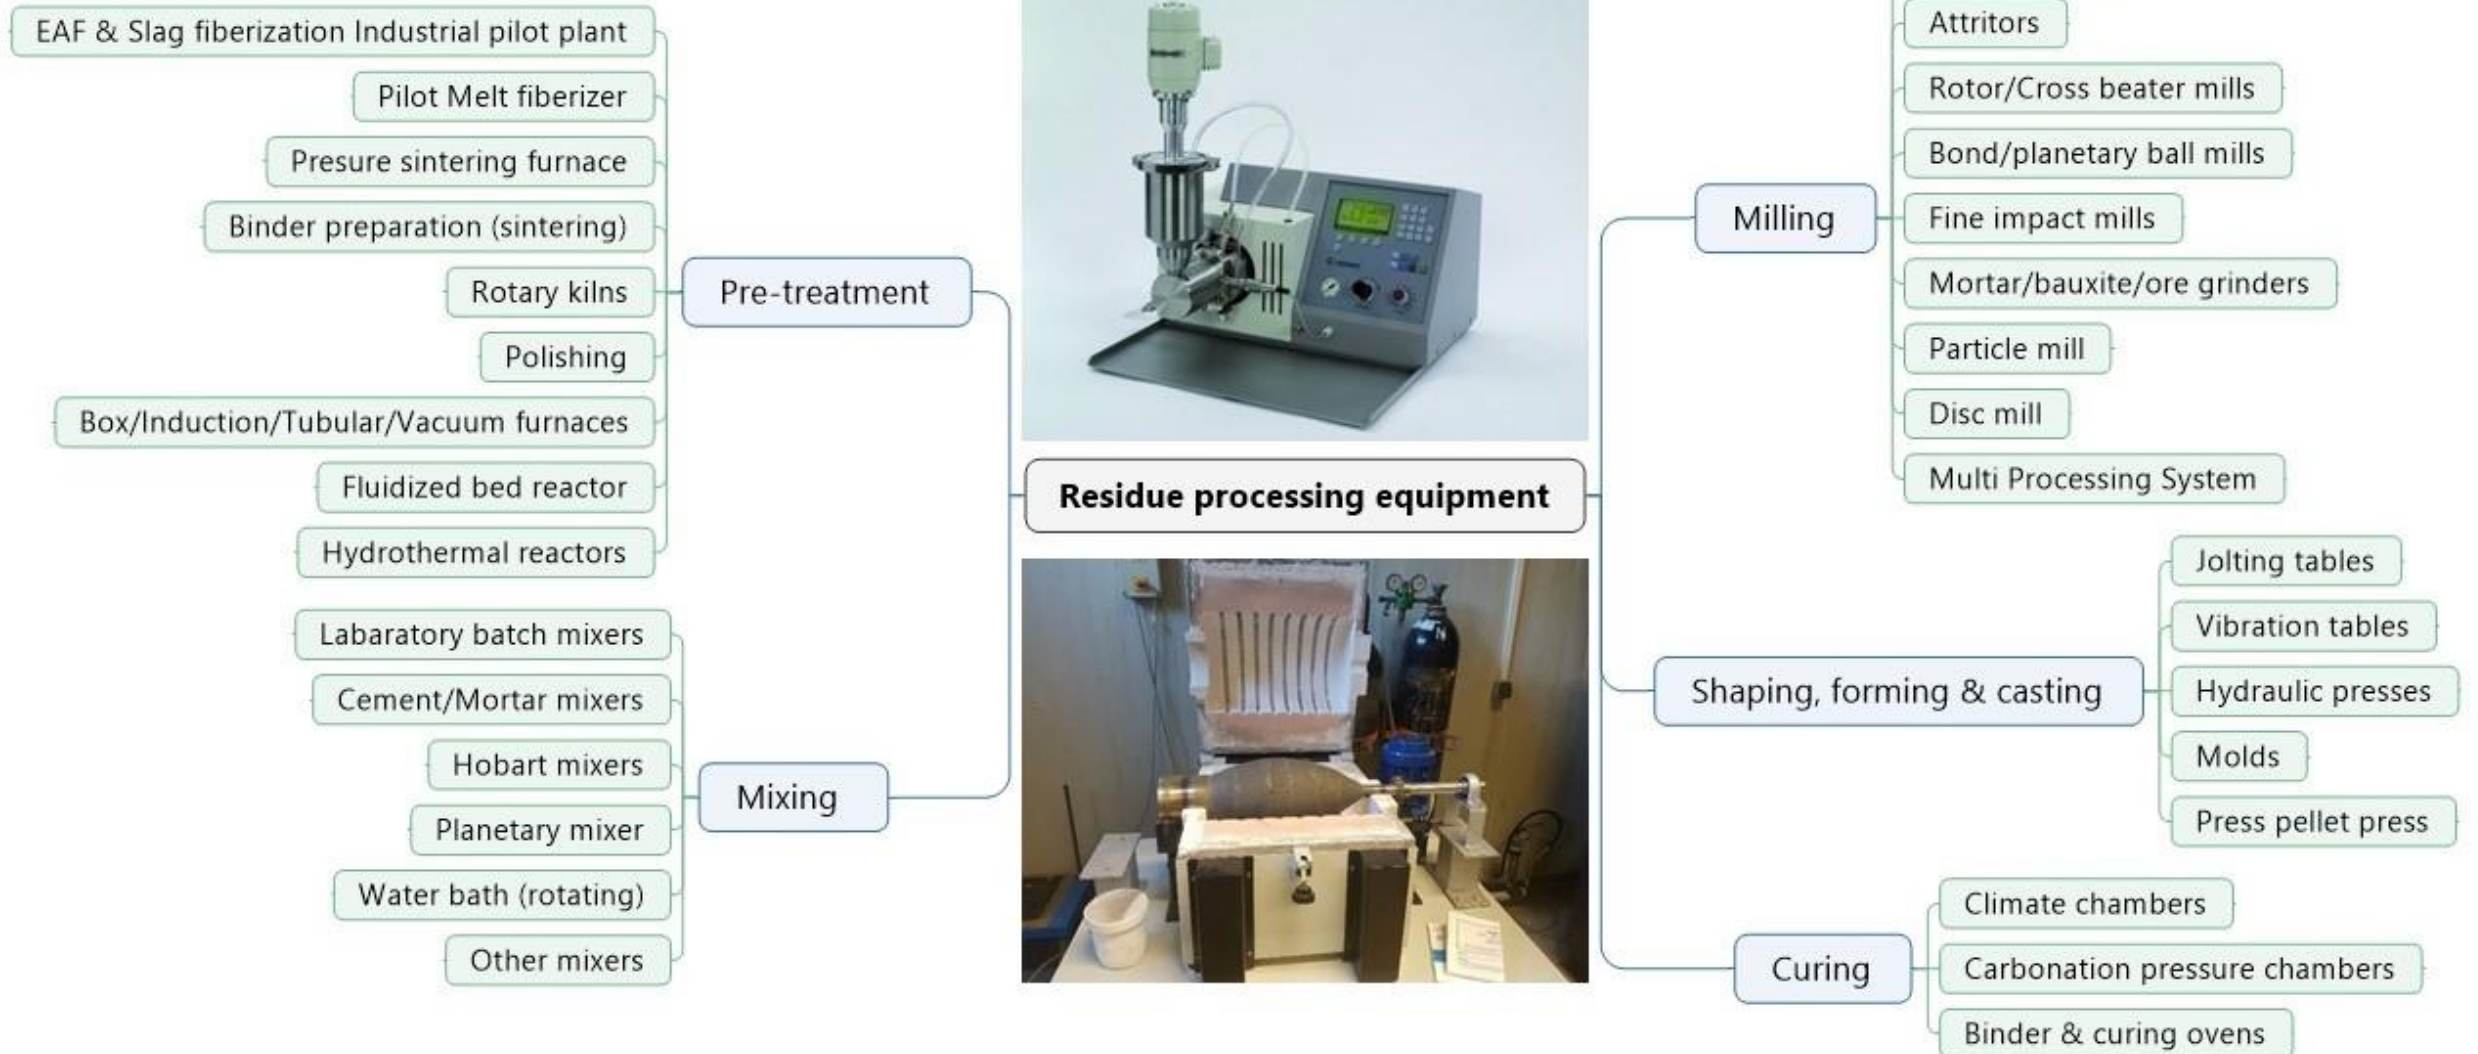 EAF & Slag fiberization Industrial pilot plant
Pilot Melt fiberizer
Presure sintering furnace
Binder preparation (sintering)
Rotary kilns
Polishing
Box/Induction/Tubular/Vacuum furnaces
Fluidized bed reactor
Hydrothermal reactors
Pre-treatment
Labaratory batch mixers
Cement/Mortar mixers
Hobart mixers
Planetary mixer
Water bath (rotating)
Other mixers
Mixing
Residue processing equipment
Milling
Attritors
Rotor/Cross beater mills
Bond/planetary ball mills
Fine impact mills
Mortar/bauxite/ore grinders
Particle mill
Disc mill
Multi Processing System
Shaping, forming & casting
Jolting tables
Vibration tables
Hydraulic presses
Molds
Press pellet press
Curing
Climate chambers
Carbonation pressure chambers
Binder & curing ovens